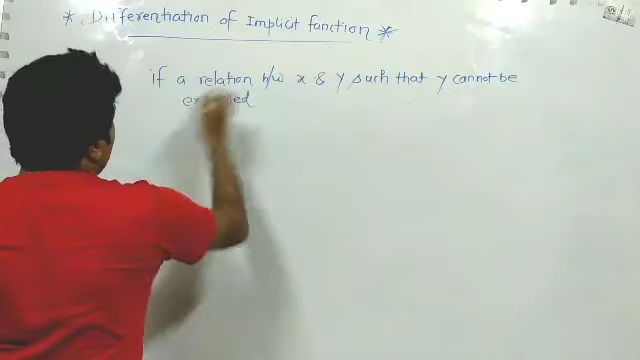 * Differentiation of Implicit function *
If a relation b/w x & y such that y cannot be